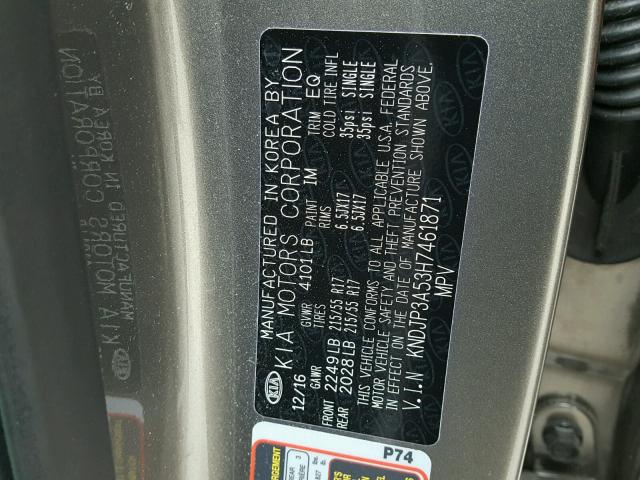 KIA
MANUFACTURED IN KOREA BY
KIA MOTORS CORPORATION
12/16 GVWR 4101LB PAINT IM TRIM EQ
GAWR TIRES RIMS COLD TIRE INFL
FRONT 2249LB 215/55 R17 6.5JX17 35psi SINGLE
REAR 2028LB 215/55 R17 6.5JX17 35psi SINGLE
THIS VEHICLE CONFORMS TO ALL APPLICABLE U.S.A. FEDERAL
MOTOR VEHICLE SAFETY AND THEFT PREVENTION STANDARDS
IN EFFECT ON THE DATE OF MANUFACTURE SHOWN ABOVE.
V.I.N KNDJP3A53H7461871
MPV
P74